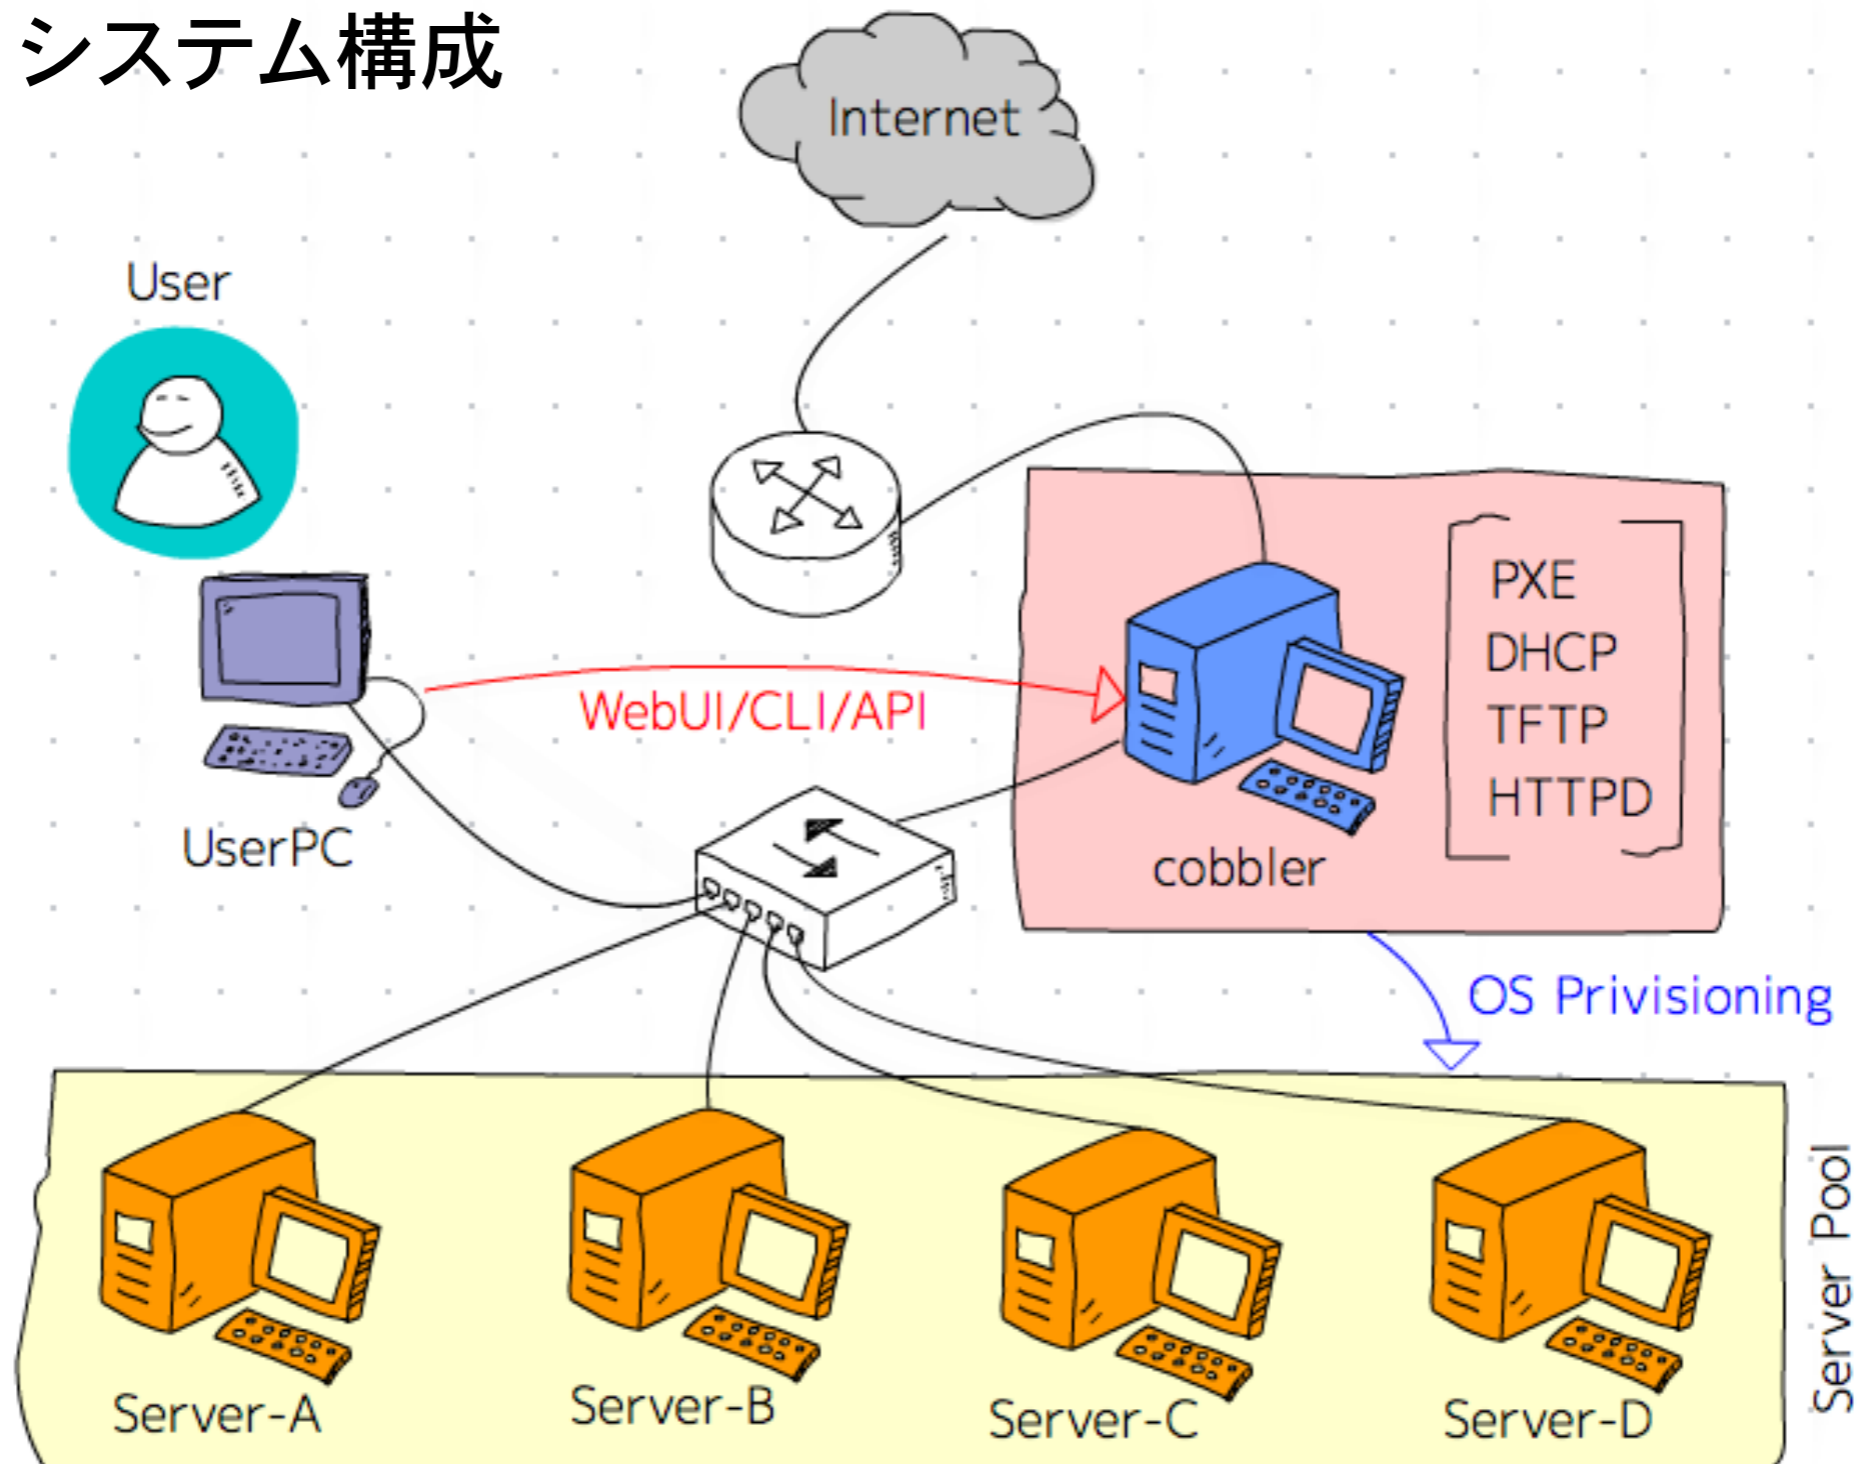 システム構成
Internet
User
UserPC
WebUI/CLI/API
PXE
DHCP
TFTP
HTTPD
cobbler
OS Privisioning
Server-A
Server-B
Server-C
Server-D
Server Pool